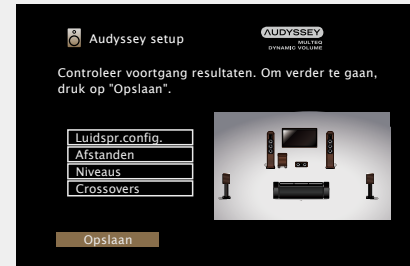 Audyssey setup
AUDYSSEY
MULTEQ
DYNAMIC VOLUME
Controleer voortgang resultaten. Om verder te gaan,
druk op "Opslaan".
Luidspr.config.
Afstanden
Niveaus
Crossovers
Opslaan